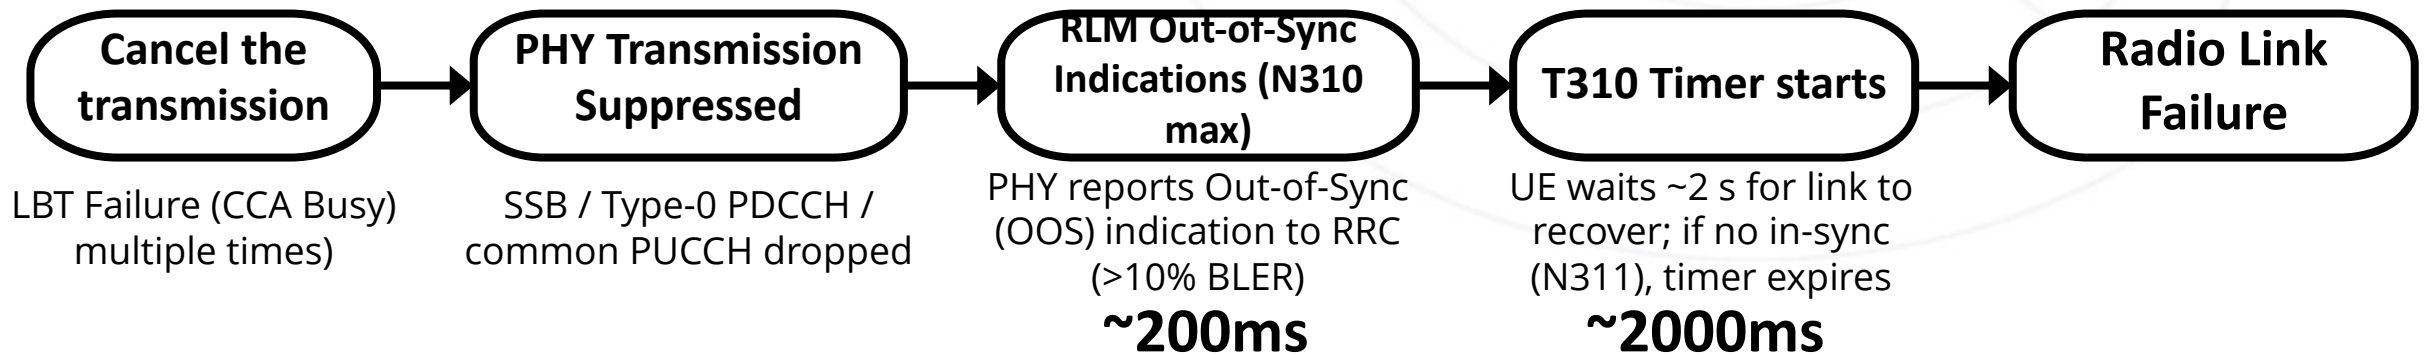 Cancel the
transmission
LBT Failure (CCA Busy)
multiple times)
PHY Transmission
Suppressed
SSB / Type-0 PDCCH /
common PUCCH dropped
RLM Out-of-Sync
Indications (N310
max)
PHY reports Out-of-Sync
(OOS) indication to RRC
(>10% BLER)
~200ms
T310 Timer starts
UE waits ~2 s for link to
recover; if no in-sync
(N311), timer expires
~2000ms
Radio Link
Failure